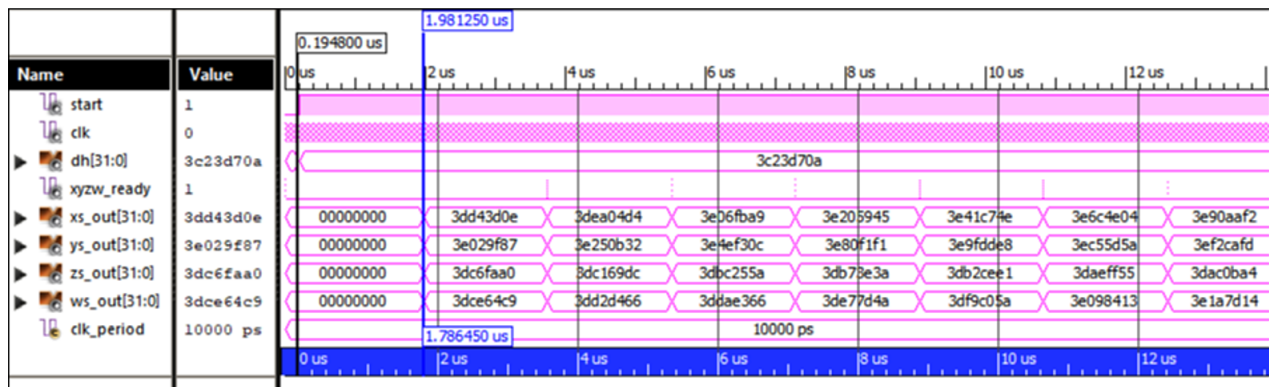 1.981250 us
0.194800 us
Name Value 0 us 2 us 4 us 6 us 8 us 10 us 12 us
start 1
clk 0
dh[31:0] 3c23d70a 3c23d70a
xyzw_ready 1
xs_out[31:0] 3dd43d0e 00000000 3dd43d0e 3dea04d4 3e06fba9 3e205945 3e41c74e 3e6c4e04 3e90aaf2
ys_out[31:0] 3e029f87 00000000 3e029f87 3e250b32 3e4ef30c 3e80f1f1 3e9fdde8 3ec55d5a 3ef2cafd
zs_out[31:0] 3dc6faa0 00000000 3dc6faa0 3dc169dc 3dbc255a 3db73e3a 3db2cee1 3daeff55 3dac0ba4
ws_out[31:0] 3dce64c9 00000000 3dce64c9 3dd2d466 3ddae366 3de77d4a 3df9c05a 3e098413 3e1a7d14
clk_period 10000 ps 10000 ps
1.786450 us
0 us 2 us 4 us 6 us 8 us 10 us 12 us